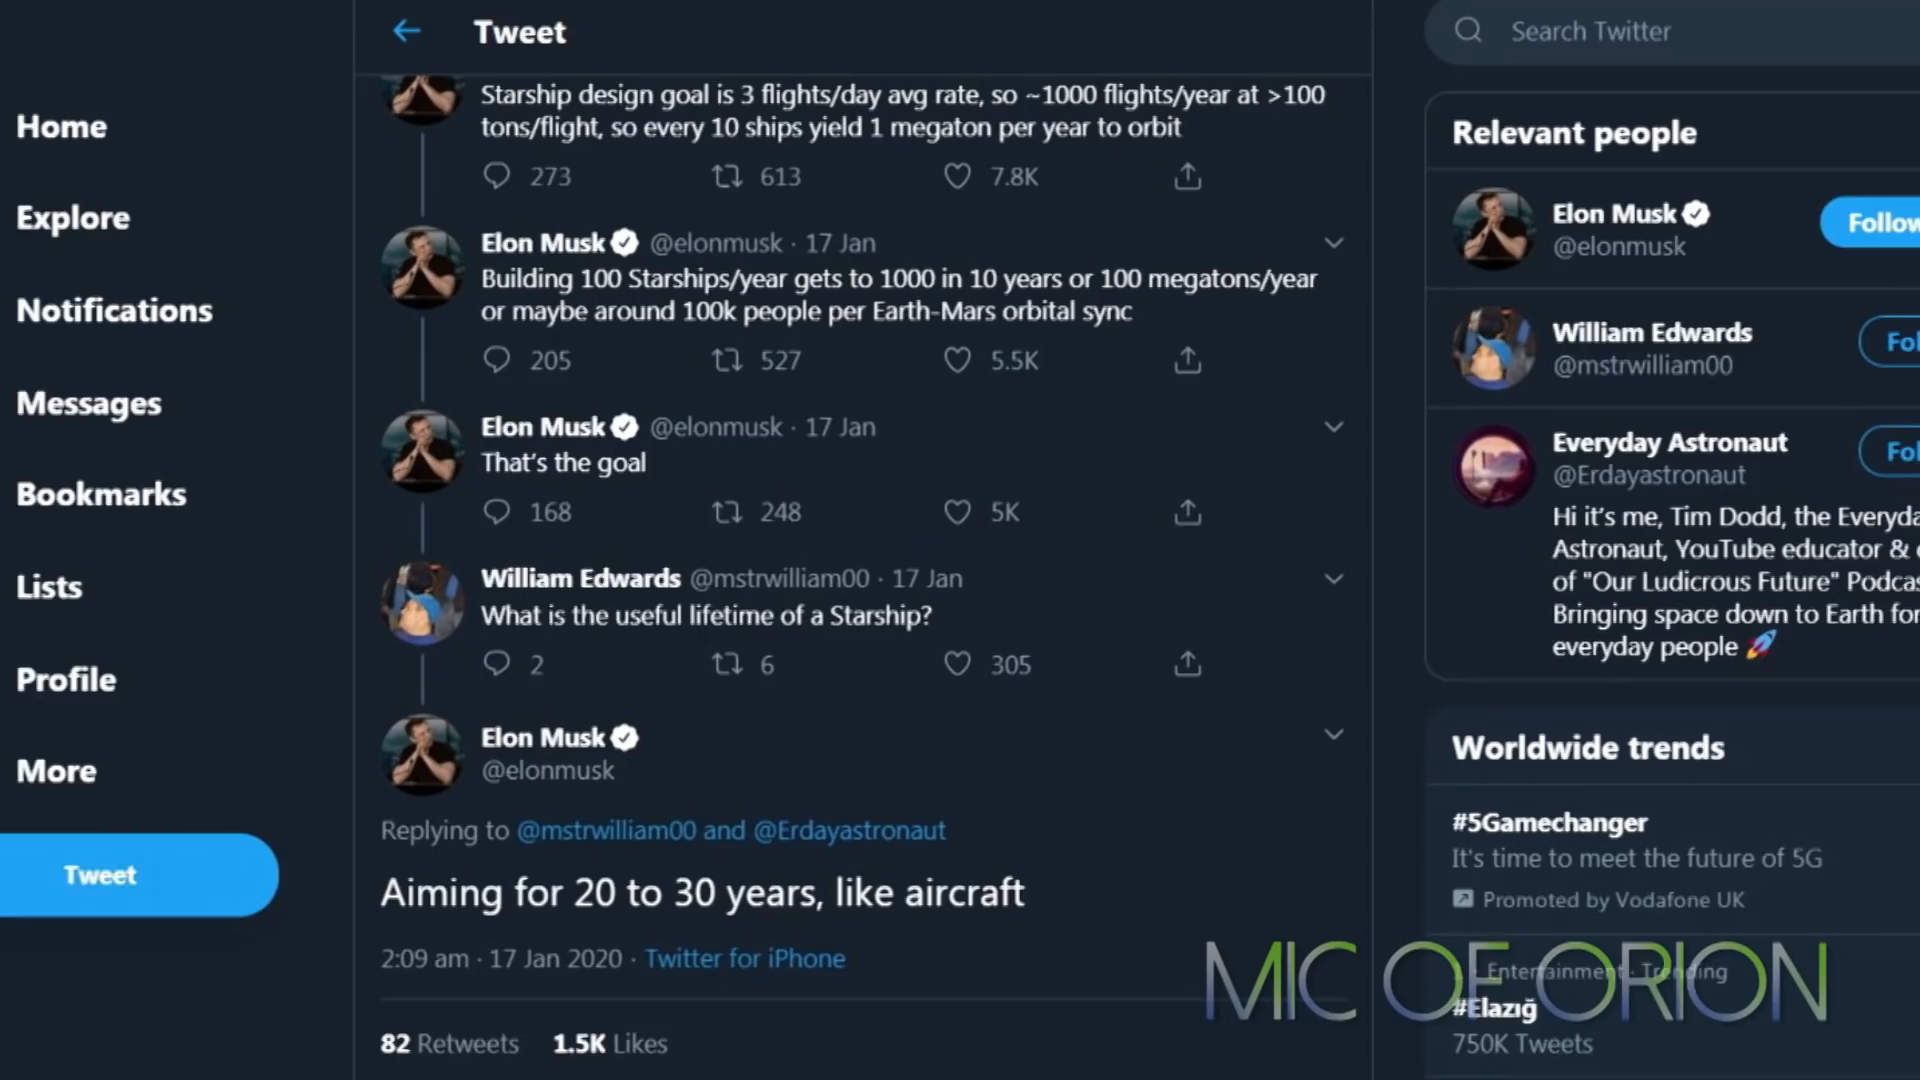 Tweet
Search Twitter
Home
Explore
Notifications
Messages
Bookmarks
Lists
Profile
More
Tweet
Starship design goal is 3 flights/day avg rate, so ~1000 flights/year at >100
tons/flight, so every 10 ships yield 1 megaton per year to orbit
273 613 7.8K
Elon Musk @elonmusk · 17 Jan
Building 100 Starships/year gets to 1000 in 10 years or 100 megatons/year
or maybe around 100k people per Earth-Mars orbital sync
205 527 5.5K
Elon Musk @elonmusk · 17 Jan
That's the goal
168 248 5K
William Edwards @mstrwilliam00 · 17 Jan
What is the useful lifetime of a Starship?
2 6 305
Elon Musk
@elonmusk
Replying to @mstrwilliam00 and @Erdayastronaut
Aiming for 20 to 30 years, like aircraft
2:09 am · 17 Jan 2020 · Twitter for iPhone
82 Retweets 1.5K Likes
Relevant people
Elon Musk
@elonmusk
Follow
William Edwards
@mstrwilliam00
Fol
Everyday Astronaut
@Erdayastronaut
Fol
Hi it's me, Tim Dodd, the Everyda
Astronaut, YouTube educator &
of "Our Ludicrous Future" Podcas
Bringing space down to Earth for
everyday people
Worldwide trends
#5Gamechanger
It's time to meet the future of 5G
Promoted by Vodafone UK
Entertainment · Trending
#Elazığ
750K Tweets
MIC OF ORION